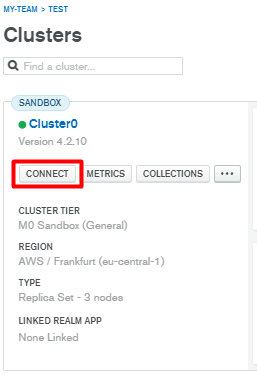 MY-TEAM > TEST
Clusters
Find a cluster...
SANDBOX
Cluster0
Version 4.2.10
CONNECT METRICS COLLECTIONS ...
CLUSTER TIER
M0 Sandbox (General)
REGION
AWS / Frankfurt (eu-central-1)
TYPE
Replica Set - 3 nodes
LINKED REALM APP
None Linked